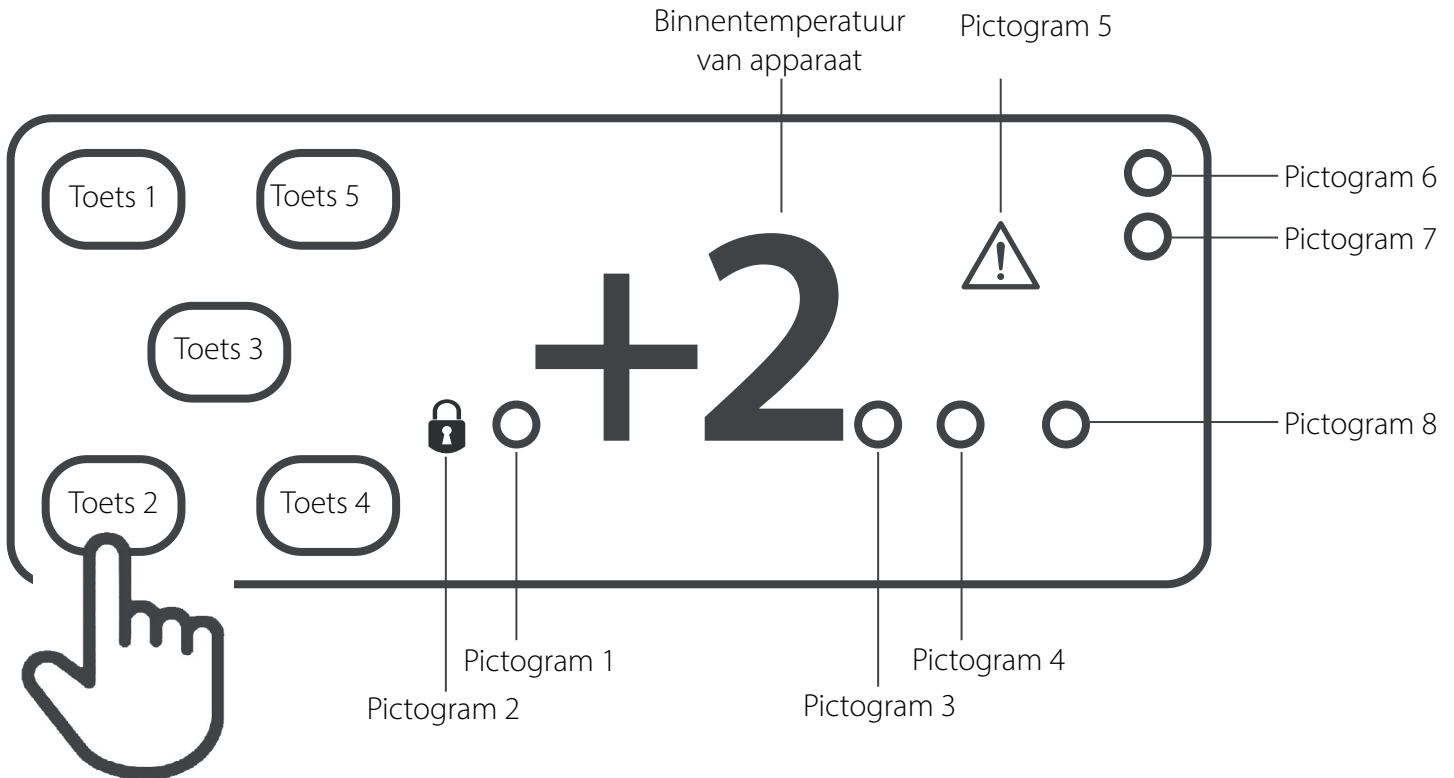 Binnentemperatuur
van apparaat
Pictogram 5
Toets 1
Toets 5
Pictogram 6
Pictogram 7
Toets 3
+2
Pictogram 8
Toets 2
Toets 4
Pictogram 1
Pictogram 4
Pictogram 2
Pictogram 3